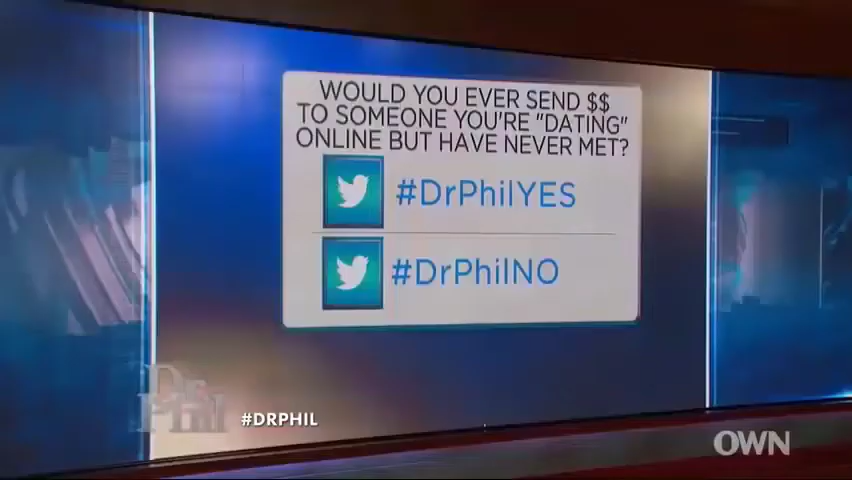 WOULD YOU EVER SEND $$
TO SOMEONE YOU'RE "DATING"
ONLINE BUT HAVE NEVER MET?
#DrPhilYES
#DrPhilNO
Dr.
Phil
#DRPHIL
OWN